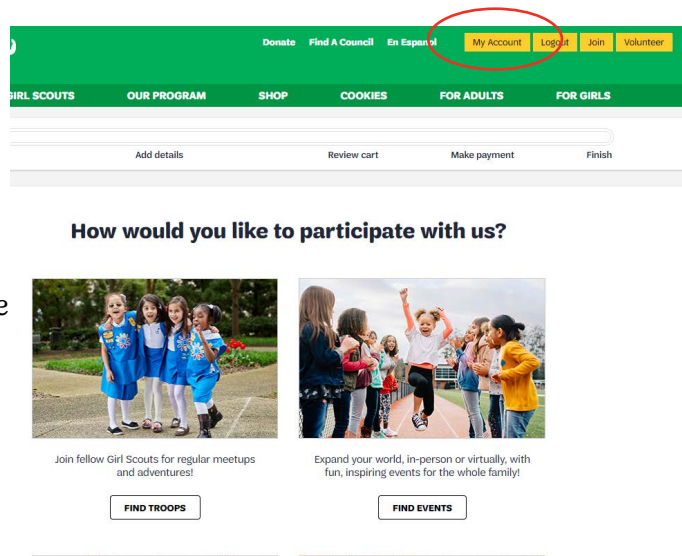 Donate Find A Council En Espanol My Account Logout Join Volunteer
GIRL SCOUTS OUR PROGRAM SHOP COOKIES FOR ADULTS FOR GIRLS
Add details Review cart Make payment Finish
How would you like to participate with us?
e
Join fellow Girl Scouts for regular meetups
and adventures!
Expand your world, in-person or virtually, with
fun, inspiring events for the whole family!
FIND TROOPS FIND EVENTS